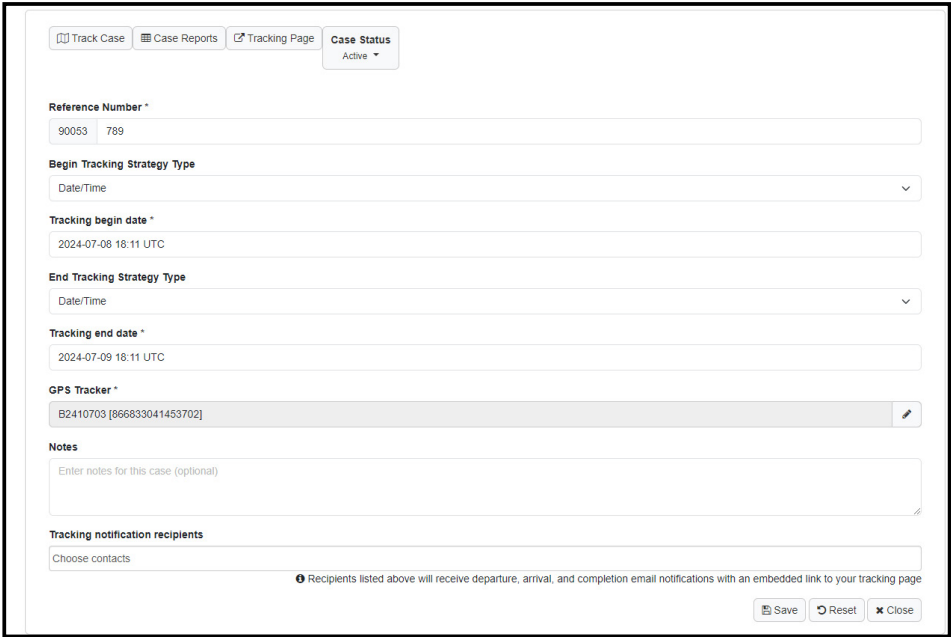 Track Case Case Reports Tracking Page Case Status
Active
Reference Number *
90053 789
Begin Tracking Strategy Type
Date/Time
Tracking begin date *
2024-07-08 18:11 UTC
End Tracking Strategy Type
Date/Time
Tracking end date *
2024-07-09 18:11 UTC
GPS Tracker *
B2410703 [866833041453702]
Notes
Enter notes for this case (optional)
Tracking notification recipients
Choose contacts
Recipients listed above will receive departure, arrival, and completion email notifications with an embedded link to your tracking page
Save Reset Close